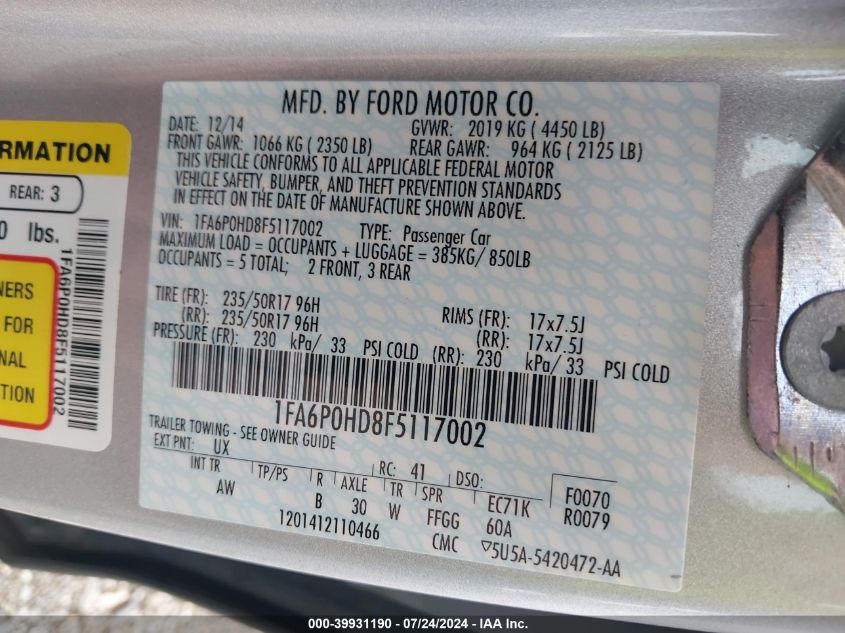 MFD. BY FORD MOTOR CO.
DATE: 12/14 GVWR: 2019 KG ( 4450 LB)
FRONT GAWR: 1066 KG ( 2350 LB) REAR GAWR: 964 KG ( 2125 LB)
THIS VEHICLE CONFORMS TO ALL APPLICABLE FEDERAL MOTOR
VEHICLE SAFETY, BUMPER, AND THEFT PREVENTION STANDARDS
IN EFFECT ON THE DATE OF MANUFACTURE SHOWN ABOVE.
VIN: 1FA6P0HD8F5117002 TYPE: Passenger Car
MAXIMUM LOAD = OCCUPANTS + LUGGAGE = 385KG/ 850LB
OCCUPANTS = 5 TOTAL; 2 FRONT, 3 REAR
TIRE (FR): 235/50R17 96H RIMS (FR): 17x7.5J
(RR): 235/50R17 96H (RR): 17x7.5J
PRESSURE (FR): 230 kPa/ 33 PSI COLD (RR): 230 kPa/ 33 PSI COLD
1FA6P0HD8F5117002
TRAILER TOWING - SEE OWNER GUIDE
EXT PNT: UX RC: 41 DSO: F0070
INT TR TP/PS R AXLE TR SPR EC71K R0079
AW B 30 W FFGG 60A
1201412110466 CMC ▽5U5A-5420472-AA
RMATION
REAR: 3
0 lbs.
1FA6P0HD8F5117002
NERS
FOR
NAL
TION
000-39931190 - 07/24/2024 - IAA Inc.